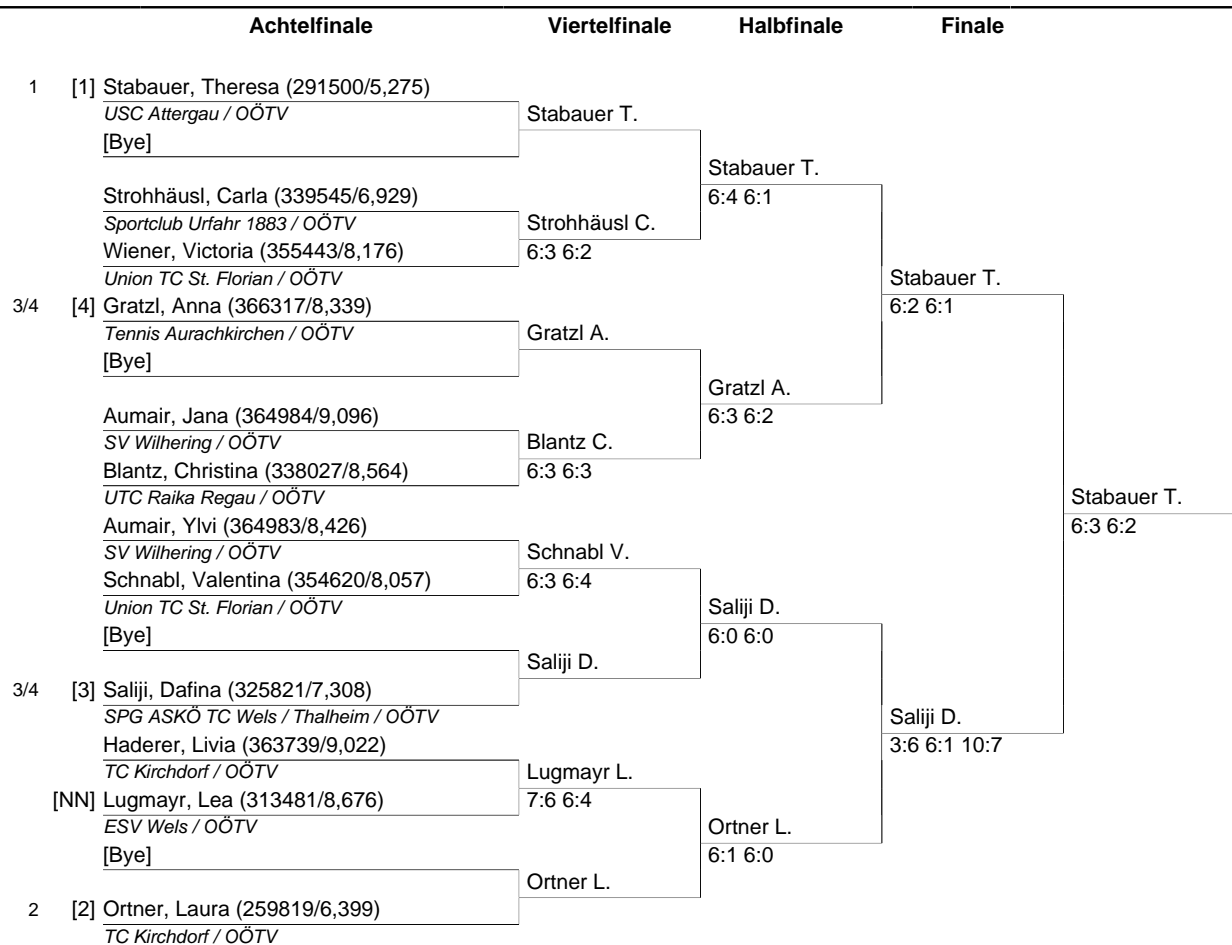 Achtelfinale Viertelfinale Halbfinale Finale
1 [1] Stabauer, Theresa (291500/5,275)
USC Attergau / OÖTV Stabauer T.
[Bye]
Stabauer T.
Strohhäusl, Carla (339545/6,929) 6:4 6:1
Sportclub Urfahr 1883 / OÖTV Strohhäusl C.
Wiener, Victoria (355443/8,176) 6:3 6:2
Union TC St. Florian / OÖTV Stabauer T.
3/4 [4] Gratzl, Anna (366317/8,339) 6:2 6:1
Tennis Aurachkirchen / OÖTV Gratzl A.
[Bye]
Gratzl A.
Aumair, Jana (364984/9,096) 6:3 6:2
SV Wilhering / OÖTV Blantz C.
Blantz, Christina (338027/8,564) 6:3 6:3
UTC Raika Regau / OÖTV Stabauer T.
Aumair, Ylvi (364983/8,426) 6:3 6:2
SV Wilhering / OÖTV Schnabl V.
Schnabl, Valentina (354620/8,057) 6:3 6:4
Union TC St. Florian / OÖTV Saliji D.
[Bye] 6:0 6:0
Saliji D.
3/4 [3] Saliji, Dafina (325821/7,308)
SPG ASKÖ TC Wels / Thalheim / OÖTV Saliji D.
Haderer, Livia (363739/9,022) 3:6 6:1 10:7
TC Kirchdorf / OÖTV Lugmayr L.
[NN] Lugmayr, Lea (313481/8,676) 7:6 6:4
ESV Wels / OÖTV Ortner L.
[Bye] 6:1 6:0
Ortner L.
2 [2] Ortner, Laura (259819/6,399)
TC Kirchdorf / OÖTV